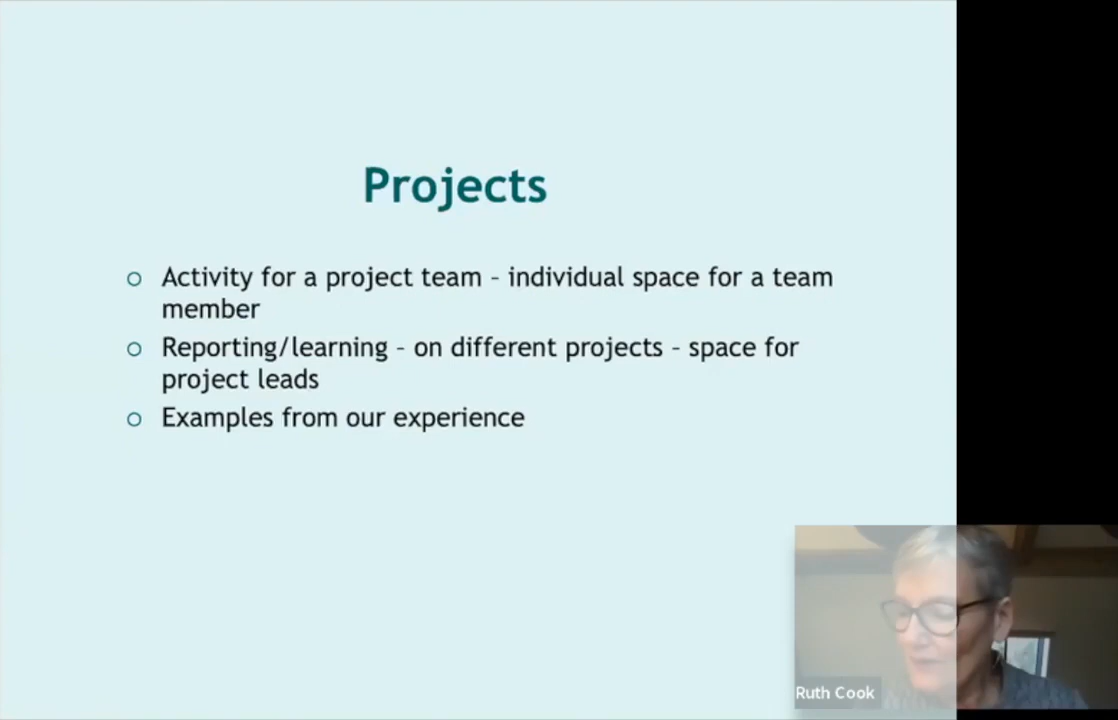 Projects
Activity for a project team – individual space for a team
member
Reporting/learning – on different projects – space for
project leads
Examples from our experience
Ruth Cook